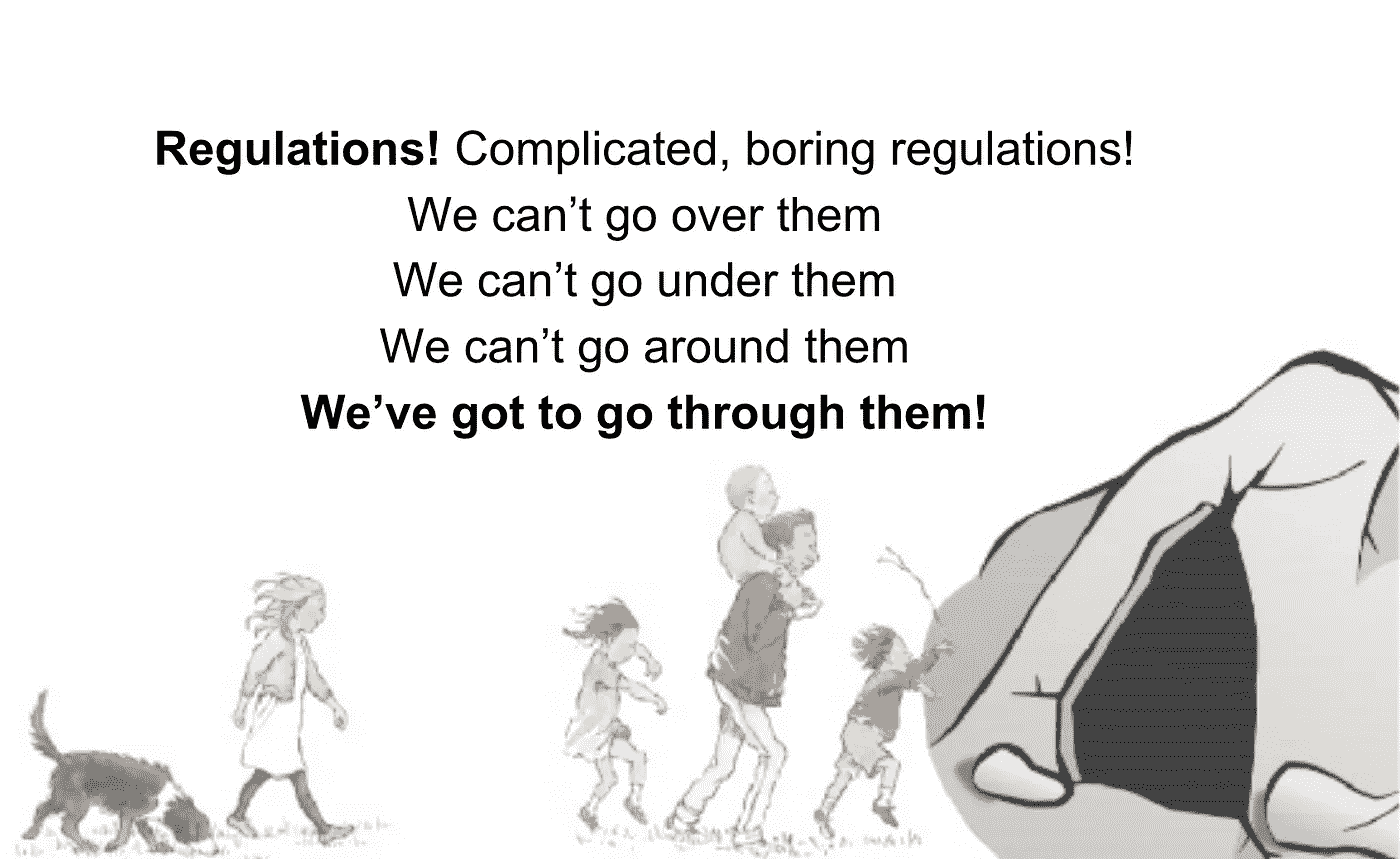 Regulations! Complicated, boring regulations!
We can’t go over them
We can’t go under them
We can’t go around them
We’ve got to go through them!